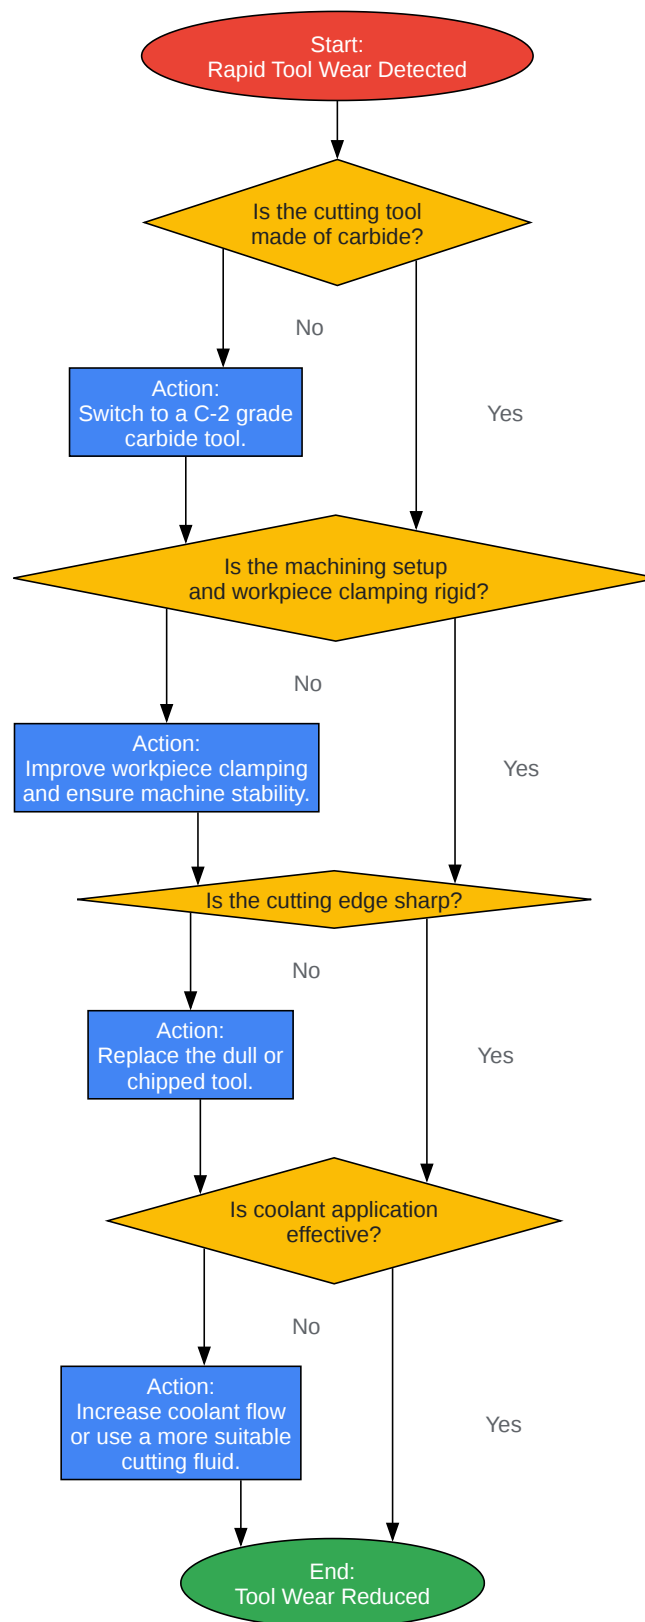 Start:
Rapid Tool Wear Detected
Is the cutting tool
made of carbide?
No
Action:
Switch to a C-2 grade
carbide tool.
Yes
Is the machining setup
and workpiece clamping rigid?
No
Action:
Improve workpiece clamping
and ensure machine stability.
Yes
Is the cutting edge sharp?
No
Action:
Replace the dull or
chipped tool.
Yes
Is coolant application
effective?
No
Action:
Increase coolant flow
or use a more suitable
cutting fluid.
Yes
End:
Tool Wear Reduced